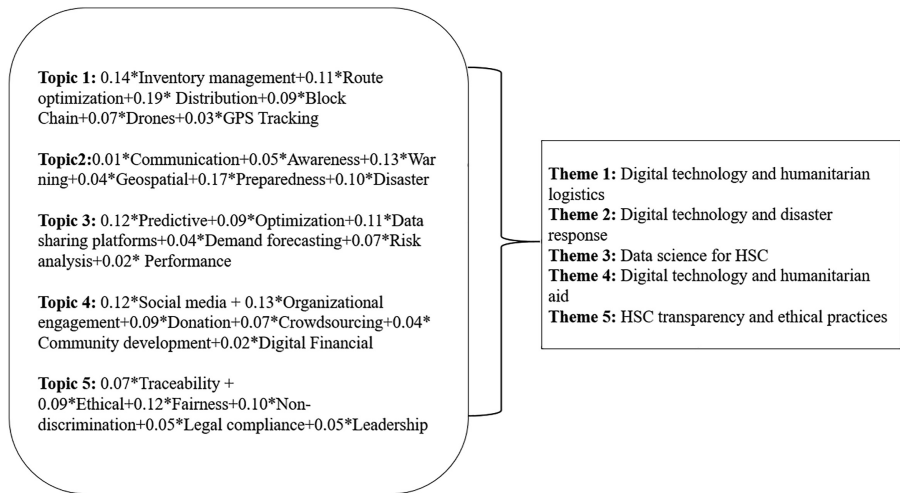 Topic 1: 0.14*Inventory management+0.11*Route
optimization+0.19* Distribution+0.09*Block
Chain+0.07*Drones+0.03*GPS Tracking
Topic2:0.01*Communication+0.05*Awareness+0.13*War
ning+0.04*Geospatial+0.17*Preparedness+0.10*Disaster
Topic 3: 0.12*Predictive+0.09*Optimization+0.11*Data
sharing platforms+0.04*Demand forecasting+0.07*Risk
analysis+0.02* Performance
Topic 4: 0.12*Social media + 0.13*Organizational
engagement+0.09*Donation+0.07*Crowdsourcing+0.04*
Community development+0.02*Digital Financial
Topic 5: 0.07*Traceability +
0.09*Ethical+0.12*Fairness+0.10*Non-
discrimination+0.05*Legal compliance+0.05*Leadership
Theme 1: Digital technology and humanitarian
logistics
Theme 2: Digital technology and disaster
response
Theme 3: Data science for HSC
Theme 4: Digital technology and humanitarian
aid
Theme 5: HSC transparency and ethical practices